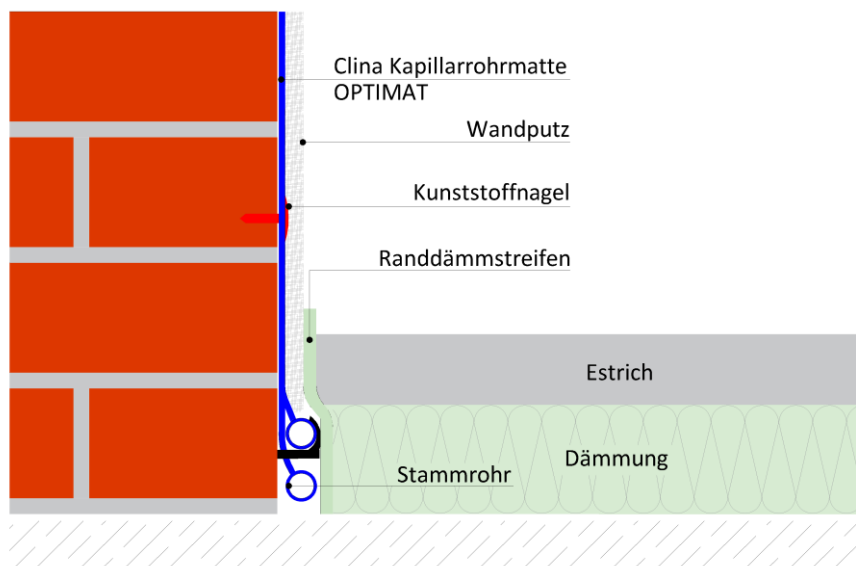 Clina Kapillarrohrmatte
OPTIMAT
Wandputz
Kunststoffnagel
Randdämmstreifen
Estrich
Dämmung
Stammrohr